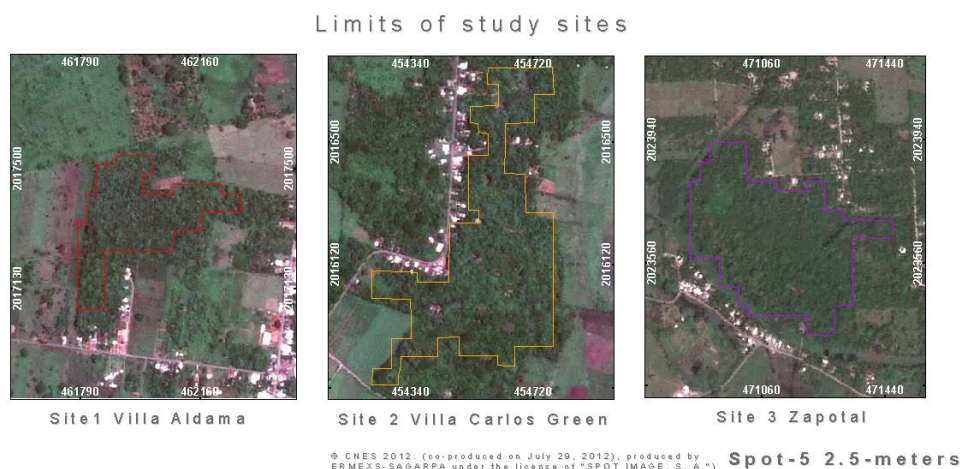 Limits of study sites
461790 462160
2017500 2017500
2017130 2017130
461790 462160
Site1 Villa Aldama
454340 454720
2016500 2016500
2016120 2016120
454340 454720
Site 2 Villa Carlos Green
471060 471440
2023940 2023940
2023560 2023560
471060 471440
Site 3 Zapotal
© CNES 2012. (co-produced on July 29, 2012), produced by
ERMEXS-SAGARPA under the license of "SPOT IMAGE, S. A.")
Spot-5 2.5-meters